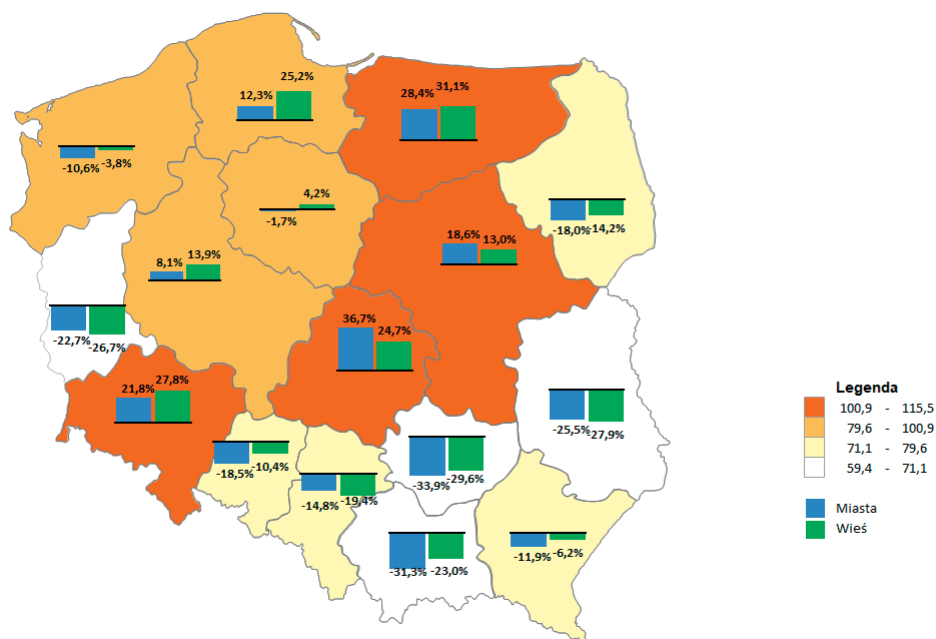 25,2%
12,3%
28,4% 31,1%
-10,6% -3,8%
4,2%
-1,7%
-18,0% -14,2%
18,6% 13,0%
8,1% 13,9%
-22,7% -26,7%
36,7% 24,7%
21,8% 27,8%
-25,5% -27,9%
-18,5% -10,4%
-33,9% -29,6%
-14,8% -19,4%
-31,3% -23,0%
-11,9% -6,2%
Legenda
100,9 - 115,5
79,6 - 100,9
71,1 - 79,6
59,4 - 71,1
Miasta
Wieś